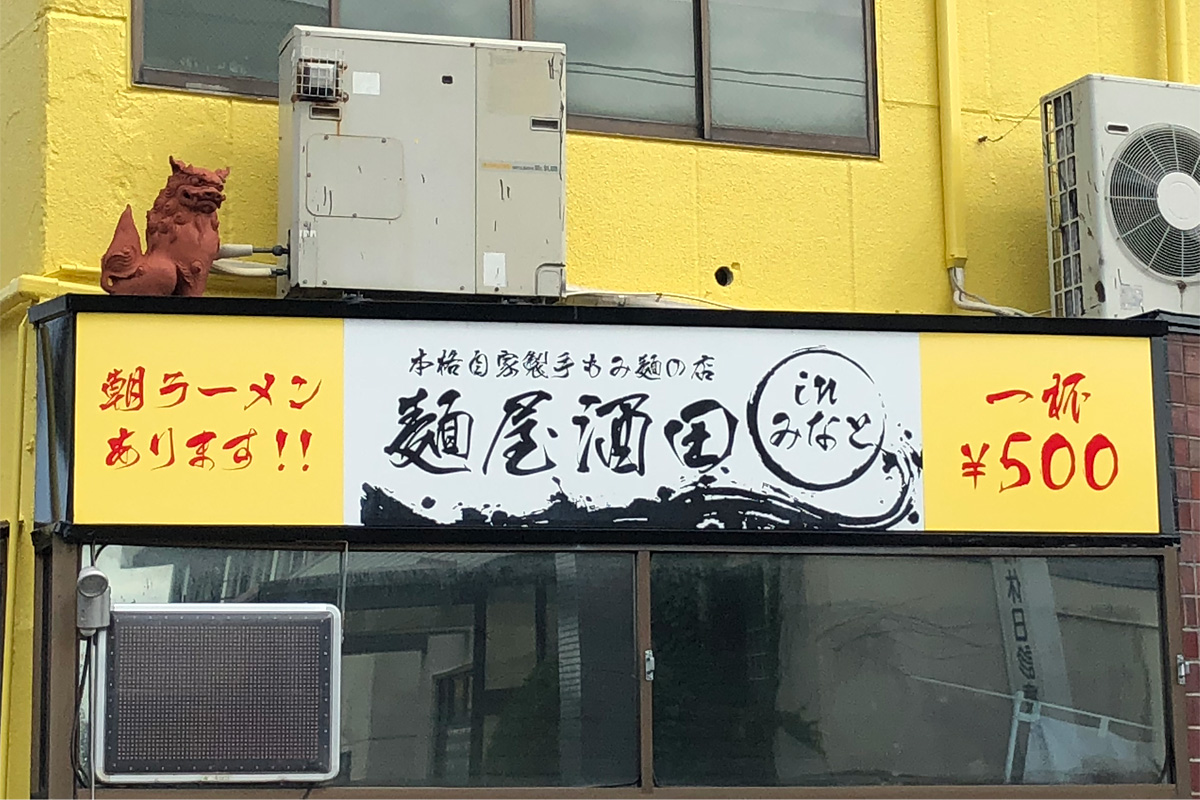 朝ラーメン
あります!!
本格自家製手もみ麺の店
麺屋酒田
in
みなと
一杯
¥500